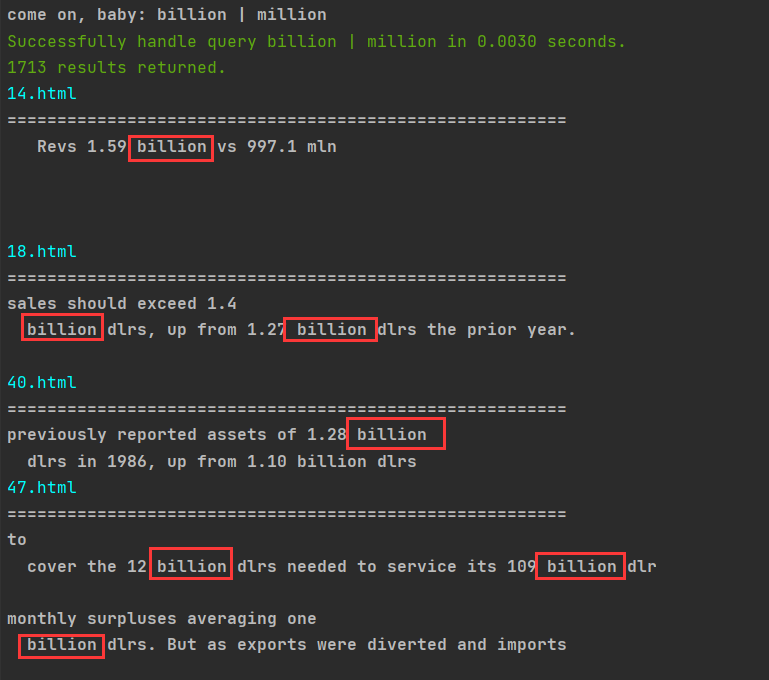 come on, baby: billion | million
Successfully handle query billion | million in 0.0030 seconds.
1713 results returned.
14.html
========================================================
Revs 1.59 billion vs 997.1 mln
18.html
========================================================
sales should exceed 1.4
billion dlrs, up from 1.27 billion dlrs the prior year.
40.html
========================================================
previously reported assets of 1.28 billion
dlrs in 1986, up from 1.10 billion dlrs
47.html
========================================================
to
cover the 12 billion dlrs needed to service its 109 billion dlr
monthly surpluses averaging one
billion dlrs. But as exports were diverted and imports